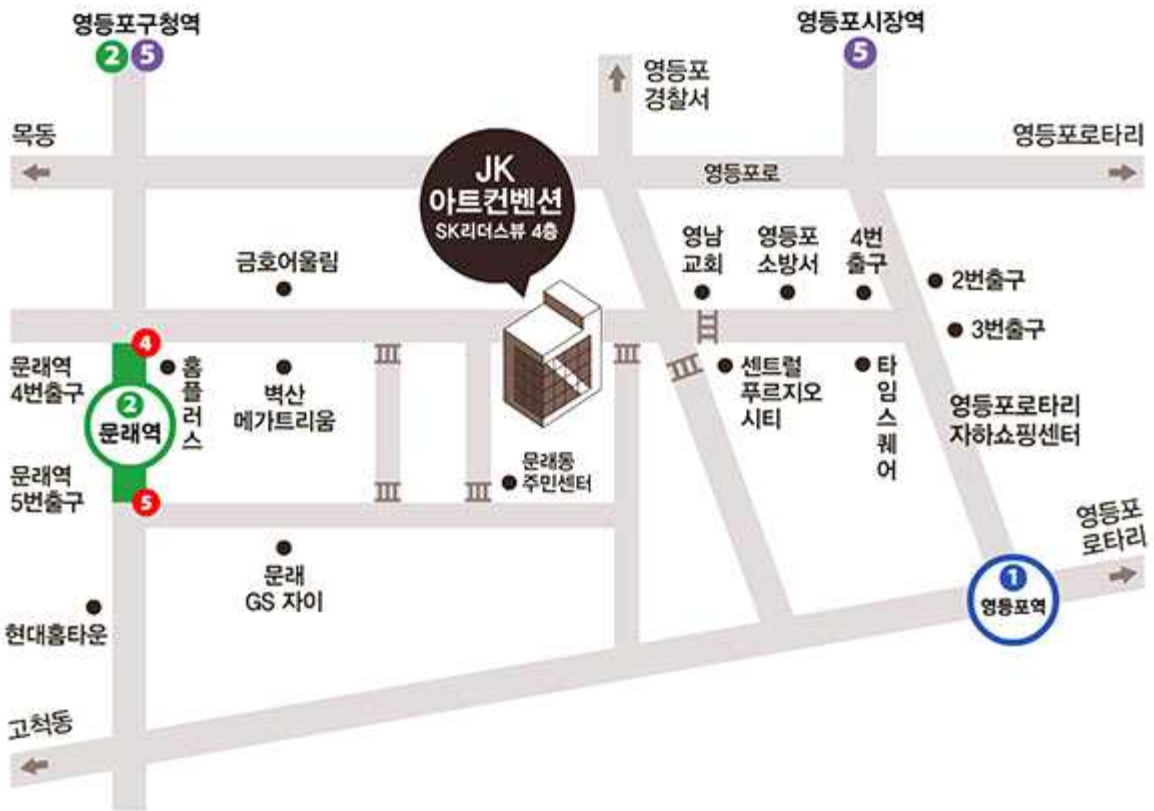 영등포구청역
2 5
영등포시장역
5
영등포
경찰서
목동
영등포로타리
영등포로
JK
아트컨벤션
SK리더스뷰 4층
금호어울림
영남
교회
영등포
소방서
4번
출구
2번출구
3번출구
4
문래역
4번출구
홈플러스
벽산
메가트리움
센트럴
푸르지오
시티
타임스퀘어
영등포로타리
자하쇼핑센터
2
문래역
문래역
5번출구
5
문래동
주민센터
영등포
로타리
문래
GS 자이
1
영등포역
현대홈타운
고척동